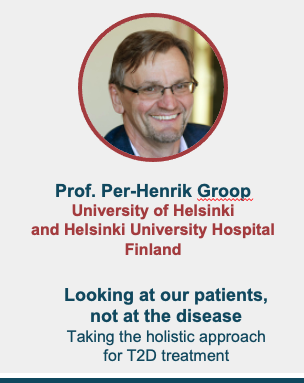 Prof. Per-Henrik Groop
University of Helsinki
and Helsinki University Hospital
Finland
Looking at our patients,
not at the disease
Taking the holistic approach
for T2D treatment